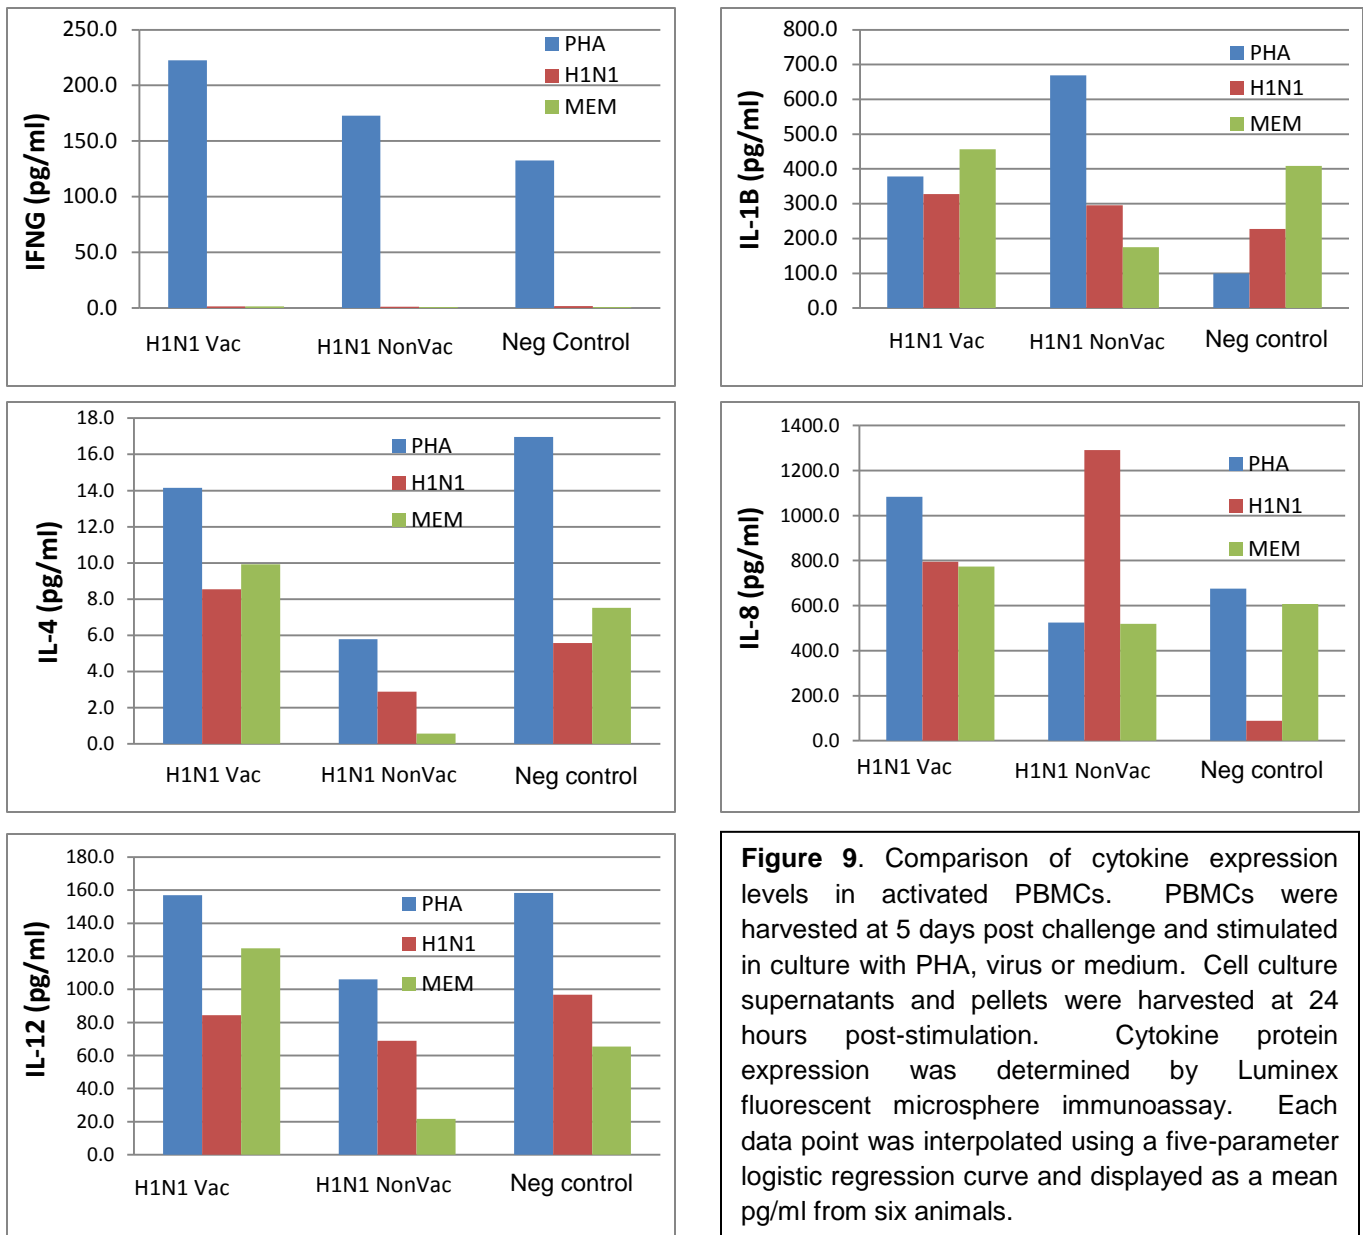 250.0
200.0
150.0
100.0
50.0
0.0
IFNG (pg/ml)
PHA
H1N1
MEM
H1N1 Vac
H1N1 NonVac
Neg Control
800.0
700.0
600.0
500.0
400.0
300.0
200.0
100.0
0.0
IL-1B (pg/ml)
PHA
H1N1
MEM
H1N1 Vac
H1N1 NonVac
Neg control
18.0
16.0
14.0
12.0
10.0
8.0
6.0
4.0
2.0
0.0
IL-4 (pg/ml)
PHA
H1N1
MEM
H1N1 Vac
H1N1 NonVac
Neg control
1400.0
1200.0
1000.0
800.0
600.0
400.0
200.0
0.0
IL-8 (pg/ml)
PHA
H1N1
MEM
H1N1 Vac
H1N1 NonVac
Neg control
180.0
160.0
140.0
120.0
100.0
80.0
60.0
40.0
20.0
0.0
IL-12 (pg/ml)
PHA
H1N1
MEM
H1N1 Vac
H1N1 NonVac
Neg control
Figure 9. Comparison of cytokine expression
levels in activated PBMCs. PBMCs were
harvested at 5 days post challenge and stimulated
in culture with PHA, virus or medium. Cell culture
supernatants and pellets were harvested at 24
hours post-stimulation. Cytokine protein
expression was determined by Luminex
fluorescent microsphere immunoassay. Each
data point was interpolated using a five-parameter
logistic regression curve and displayed as a mean
pg/ml from six animals.